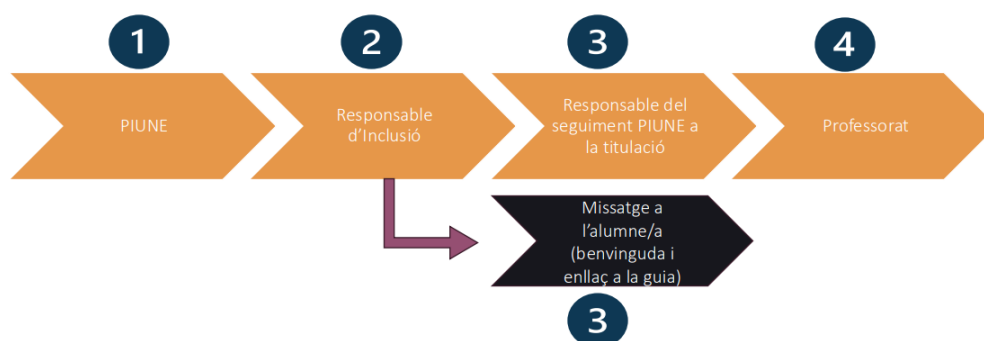 1
2
3
4
PIUNE
Responsable
d'Inclusió
Responsable del
seguiment PIUNE a
la titulació
Professorat
Missatge a
l'alumne/a
(benvinguda i
enllaç a la guia)
3